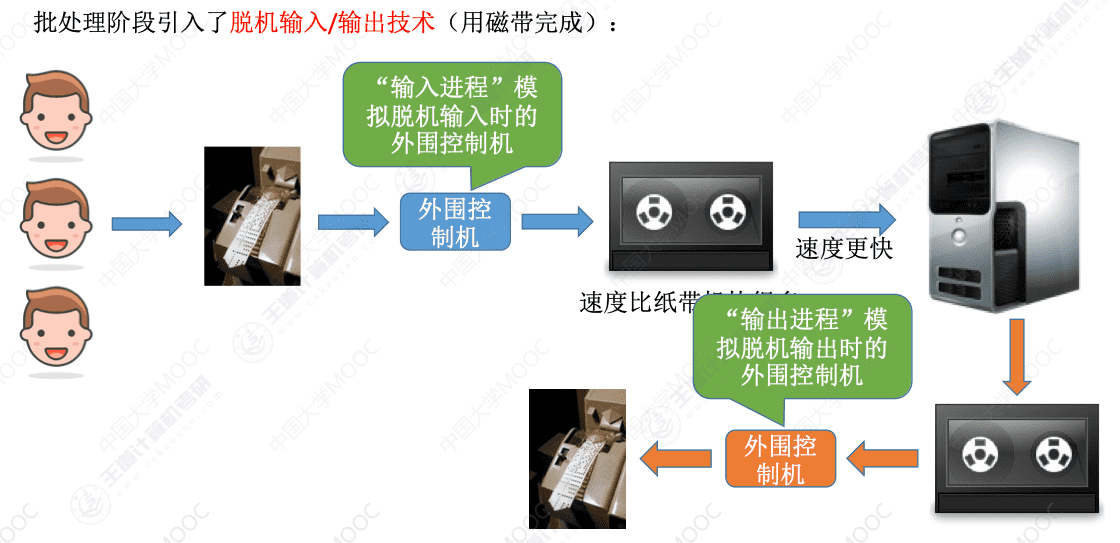 批处理阶段引入了脱机输入/输出技术（用磁带完成）：
“输入进程”模
拟脱机输入时的
外围控制机
外围控
制机
速度更快
速度比纸带机
“输出进程”模
拟脱机输出时的
外围控制机
外围控
制机
中国大学MOOC
王道计算机考研